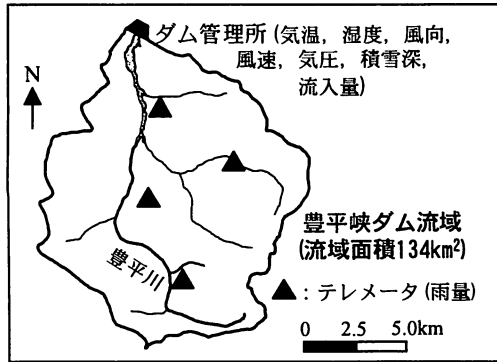 ダム管理所 (気温, 湿度, 風向,
風速, 気圧, 積雪深,
流入量)
N
豊平峡ダム流域
(流域面積134km²)
豊平川
▲ : テレメータ (雨量)
0 2.5 5.0km